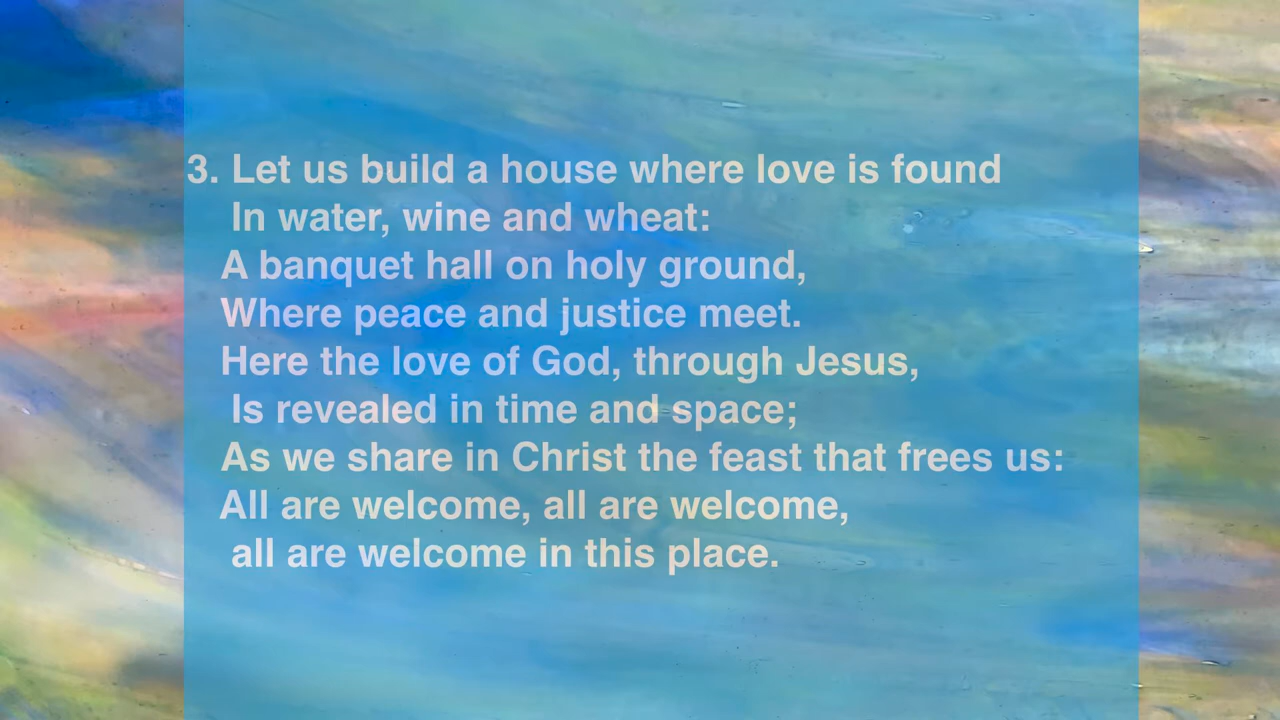 3. Let us build a house where love is found
In water, wine and wheat:
A banquet hall on holy ground,
Where peace and justice meet.
Here the love of God, through Jesus,
Is revealed in time and space;
As we share in Christ the feast that frees us:
All are welcome, all are welcome,
all are welcome in this place.